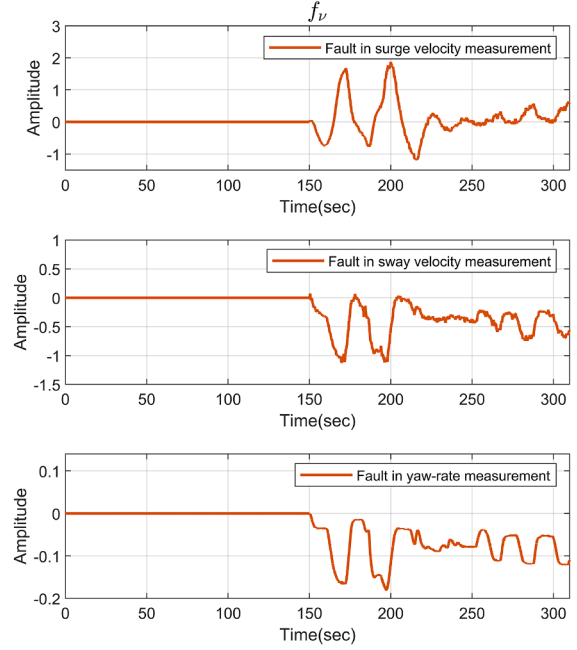 f_ν
3
2
1
0
-1
Amplitude
Fault in surge velocity measurement
0 50 100 150 200 250 300
Time(sec)
1
0.5
0
-0.5
-1
-1.5
Amplitude
Fault in sway velocity measurement
0 50 100 150 200 250 300
Time(sec)
0.1
0
-0.1
-0.2
Amplitude
Fault in yaw-rate measurement
0 50 100 150 200 250 300
Time(sec)